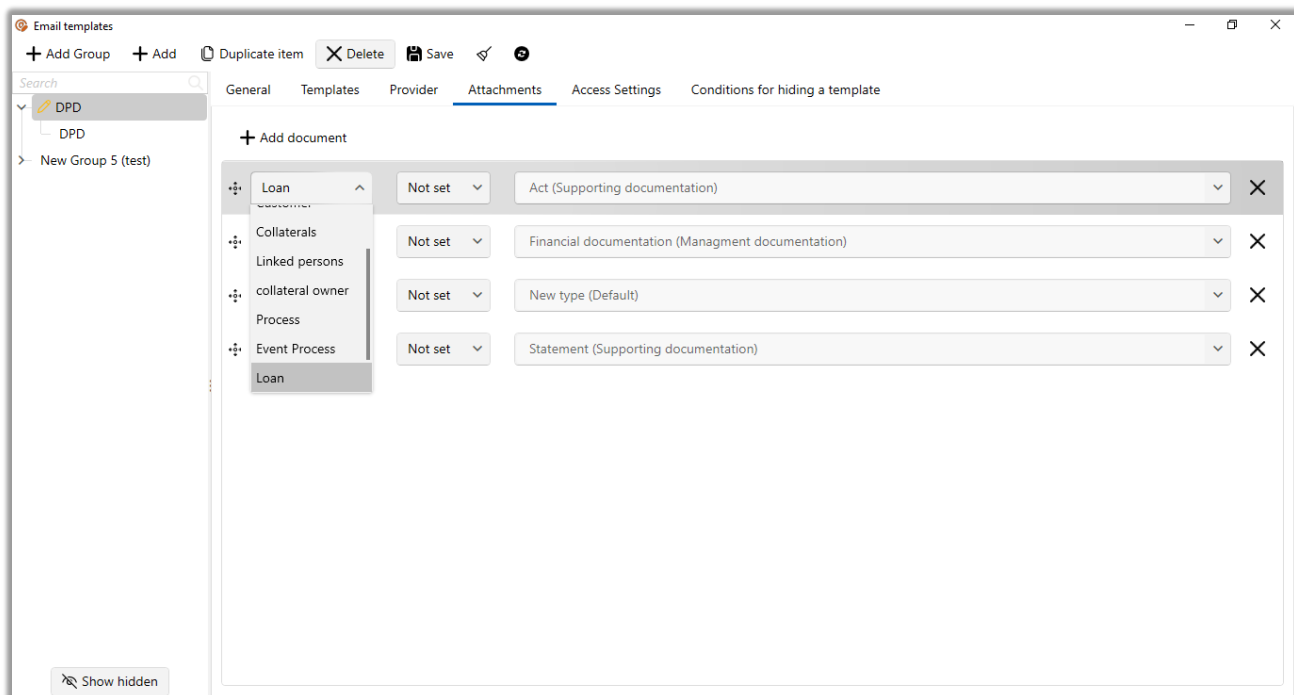 Email templates
Add Group Add Duplicate item Delete Save
Search
General Templates Provider Attachments Access Settings Conditions for hiding a template
DPD
DPD
New Group 5 (test)
Add document
Loan Not set Act (Supporting documentation)
Customer
Collaterals
Not set Financial documentation (Managment documentation)
Linked persons
collateral owner
Not set New type (Default)
Process
Event Process
Not set Statement (Supporting documentation)
Loan
Show hidden